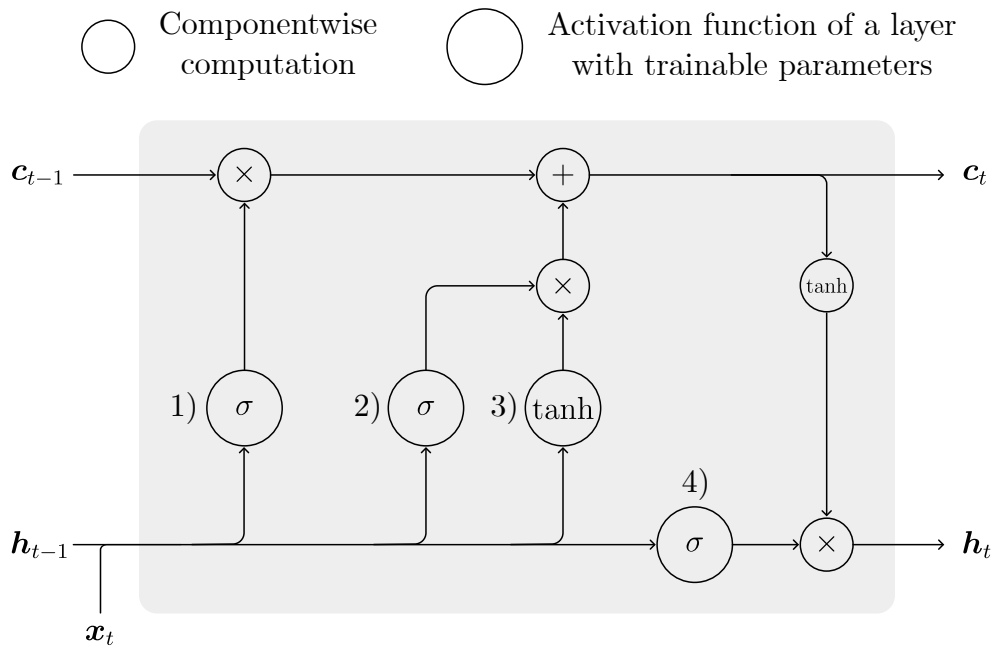 Componentwise
computation
Activation function of a layer
with trainable parameters
c_{t−1}
×
+
c_t
×
tanh
1) σ
2) σ
3) tanh
4)
h_{t−1}
σ
×
h_t
x_t